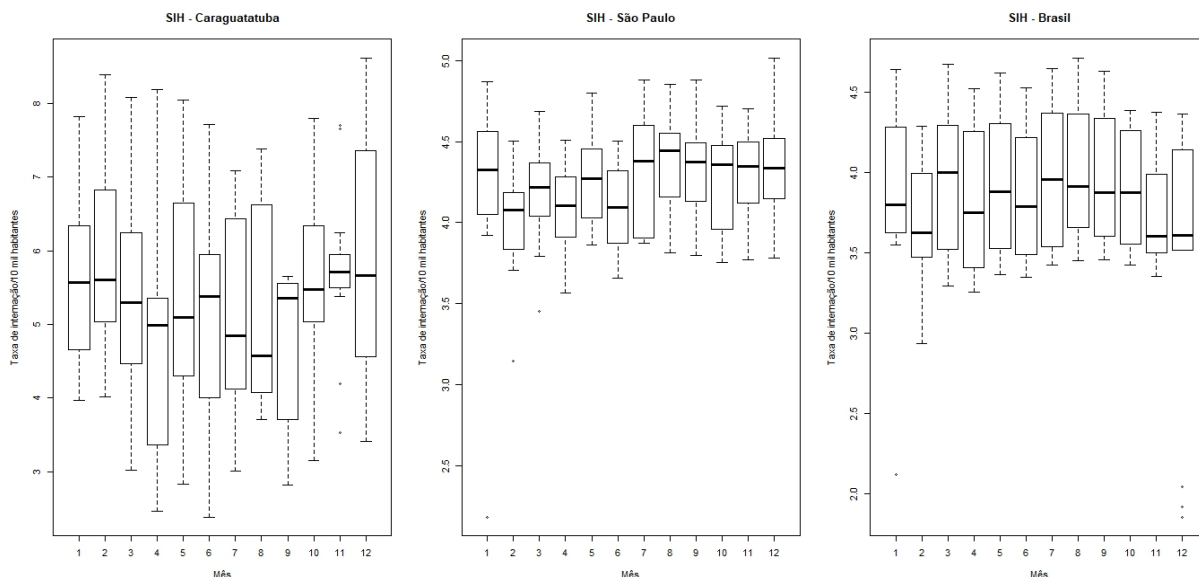 SIH - Caraguatatuba
Taxa de internação/10 mil habitantes
8
7
6
5
4
3
1 2 3 4 5 6 7 8 9 10 11 12
Mês
SIH - São Paulo
Taxa de internação/10 mil habitantes
5.0
4.5
4.0
3.5
3.0
2.5
1 2 3 4 5 6 7 8 9 10 11 12
Mês
SIH - Brasil
Taxa de internação/10 mil habitantes
4.5
4.0
3.5
3.0
2.5
2.0
1 2 3 4 5 6 7 8 9 10 11 12
Mês